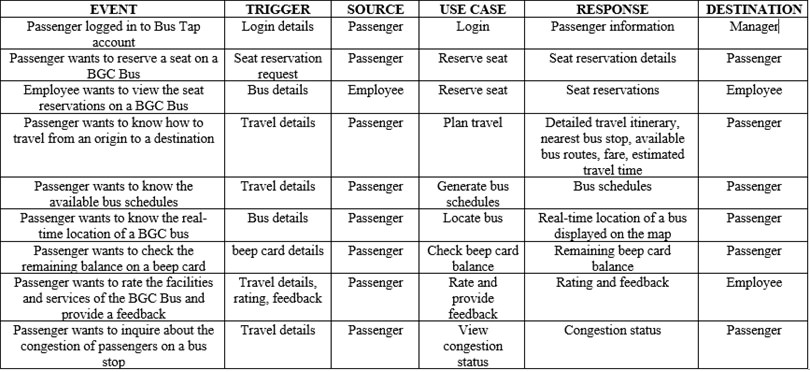 EVENT TRIGGER SOURCE USE CASE RESPONSE DESTINATION
Passenger logged in to Bus Tap Login details Passenger Login Passenger information Manager
account
Passenger wants to reserve a seat on a Seat reservation Passenger Reserve seat Seat reservation details Passenger
BGC Bus request
Employee wants to view the seat Bus details Employee Reserve seat Seat reservations Employee
reservations on a BGC Bus
Passenger wants to know how to Travel details Passenger Plan travel Detailed travel itinerary, Passenger
travel from an origin to a destination nearest bus stop, available
bus routes, fare, estimated
travel time
Passenger wants to know the Travel details Passenger Generate bus Bus schedules Passenger
available bus schedules schedules
Passenger wants to know the real- Bus details Passenger Locate bus Real-time location of a bus Passenger
time location of a BGC bus displayed on the map
Passenger wants to check the beep card details Passenger Check beep card Remaining beep card Passenger
remaining balance on a beep card balance balance
Passenger wants to rate the facilities Travel details, Passenger Rate and Rating and feedback Employee
and services of the BGC Bus and rating, feedback provide
provide a feedback feedback
Passenger wants to inquire about the Travel details Passenger View Congestion status Passenger
congestion of passengers on a bus congestion
stop status